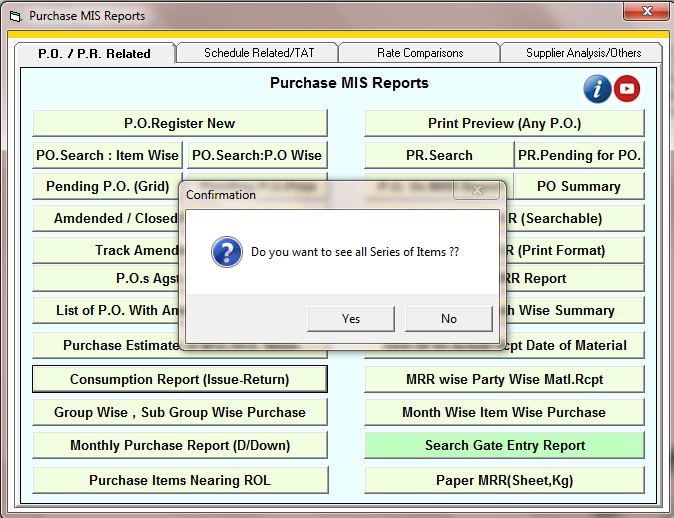 Purchase MIS Reports
P.O. / P.R. Related
Schedule Related/TAT
Rate Comparisons
Supplier Analysis/Others
Purchase MIS Reports
P.O.Register New
Print Preview (Any P.O.)
PO.Search : Item Wise
PO.Search:P.O Wise
PR.Search
PR.Pending for PO.
Pending P.O. (Grid)
PO Summary
Confirmation
Amdended / Closed
R (Searchable)
Do you want to see all Series of Items ??
Track Amend
R (Print Format)
P.O.s Agst
RR Report
List of P.O. With An
h Wise Summary
Yes
No
Purchase Estimate
cpt Date of Material
Consumption Report (Issue-Return)
MRR wise Party Wise Matl.Rcpt
Group Wise , Sub Group Wise Purchase
Month Wise Item Wise Purchase
Monthly Purchase Report (D/Down)
Search Gate Entry Report
Purchase Items Nearing ROL
Paper MRR(Sheet,Kg)